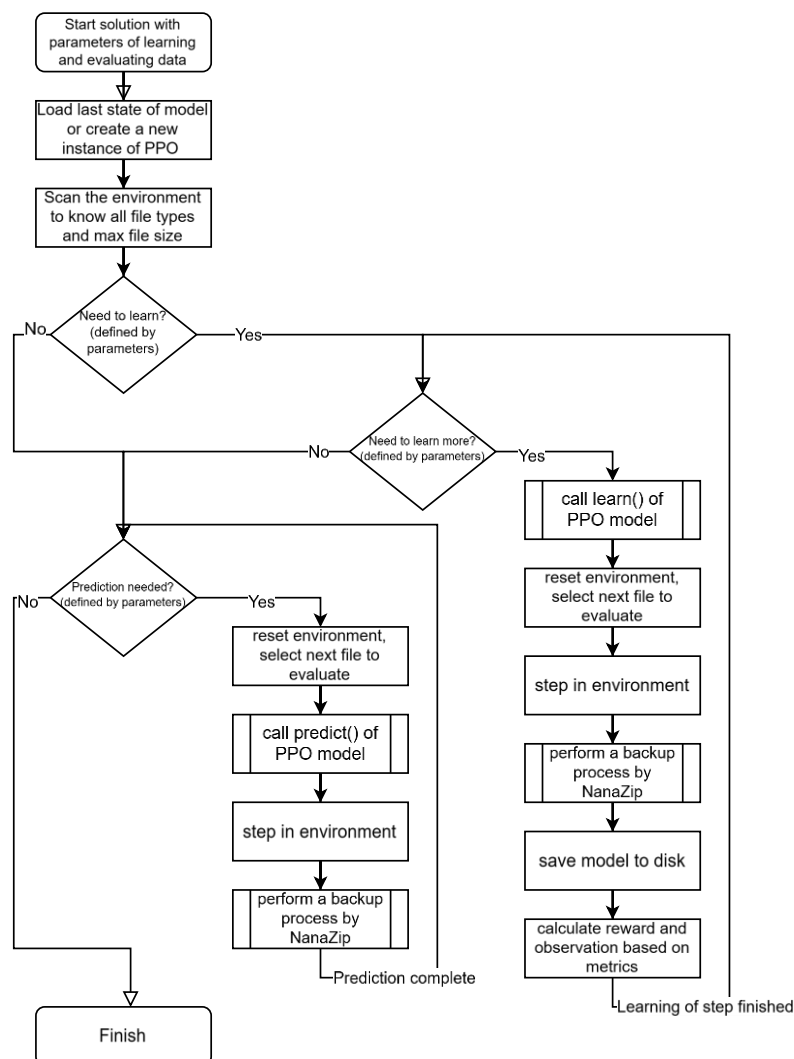 Start solution with
parameters of learning
and evaluating data
Load last state of model
or create a new
instance of PPO
Scan the environment
to know all file types
and max file size
Need to learn?
(defined by
parameters)
No
Yes
Need to learn more?
(defined by parameters)
No
Yes
call learn() of
PPO model
reset environment,
select next file to
evaluate
step in environment
perform a backup
process by
NanaZip
save model to disk
calculate reward and
observation based on
metrics
Learning of step finished
Prediction needed?
(defined by parameters)
No
Yes
reset environment,
select next file to
evaluate
call predict() of
PPO model
step in environment
perform a backup
process by
NanaZip
Prediction complete
Finish